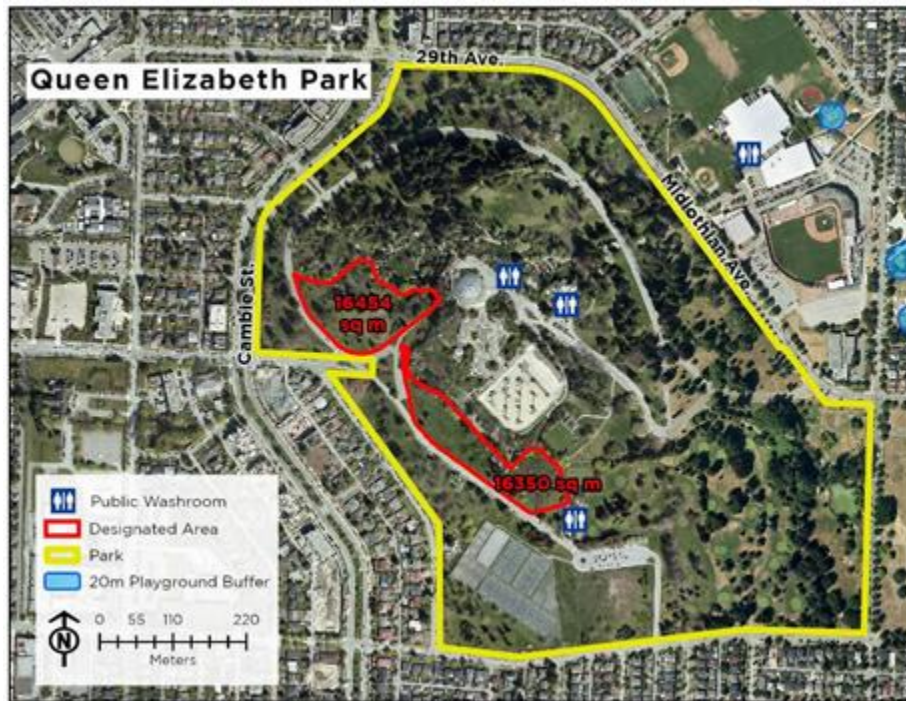 29th Ave.
Queen Elizabeth Park
Midlothian Ave.
Cambie St.
16454
sq m
16350 sq m
Public Washroom
Designated Area
Park
20m Playground Buffer
N
0 55 110 220
Meters